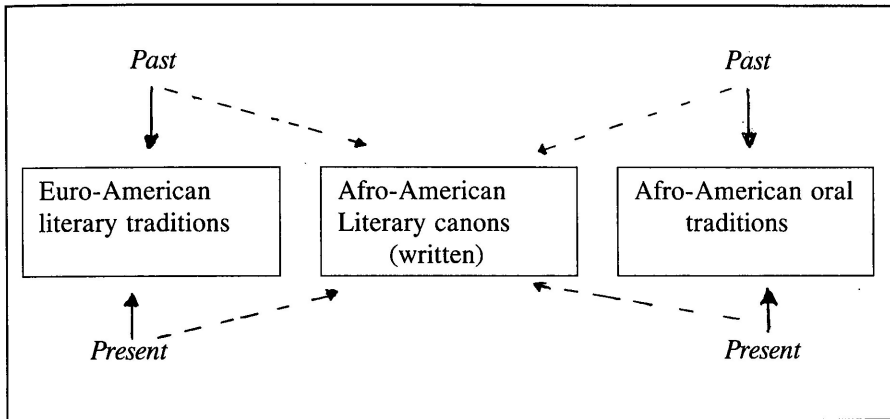 Past
Past
Euro-American
literary traditions
Afro-American
Literary canons
(written)
Afro-American oral
traditions
Present
Present